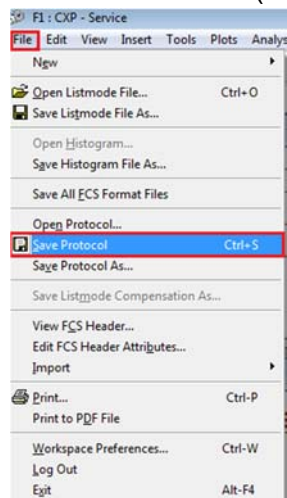 F1 : CXP - Service
File Edit View Insert Tools Plots Analys
New
Open Listmode File... Ctrl+O
Save Listmode File As...
Open Histogram...
Save Histogram File As...
Save All FCS Format Files
Open Protocol...
Save Protocol Ctrl+S
Save Protocol As...
Save Listmode Compensation As...
View FCS Header...
Edit FCS Header Attributes...
Import
Print... Ctrl-P
Print to PDF File
Workspace Preferences... Ctrl-W
Log Out
Exit Alt-F4